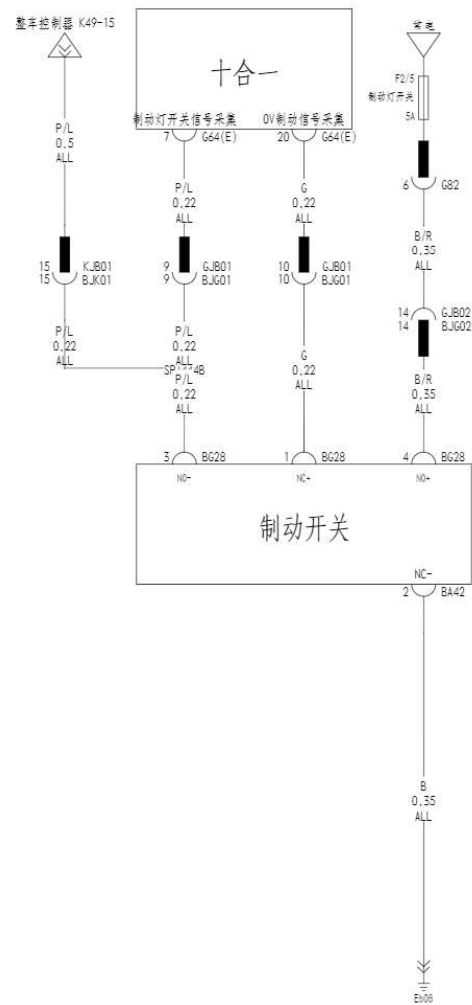 整车控制器 K49-15
常电
十合一
F2/5
制动灯开关
5A
制动灯开关信号采集
0V制动信号采集
7 G64(E)
20 G64(E)
P/L
0,5
ALL
P/L
0,22
ALL
G
0,22
ALL
6 G82
B/R
0,35
ALL
15 KJB01
15 BJK01
9 GJB01
9 BJG01
10 GJB01
10 BJG01
14 GJB02
14 BJG02
P/L
0,22
ALL
P/L
0,22
P/L
0,22
ALL
G
0,22
ALL
B/R
0,35
ALL
3 BG28
1 BG28
4 BG28
NO-
NC+
NO+
制动开关
NC-
2 BA42
B
0,35
ALL
Eb08